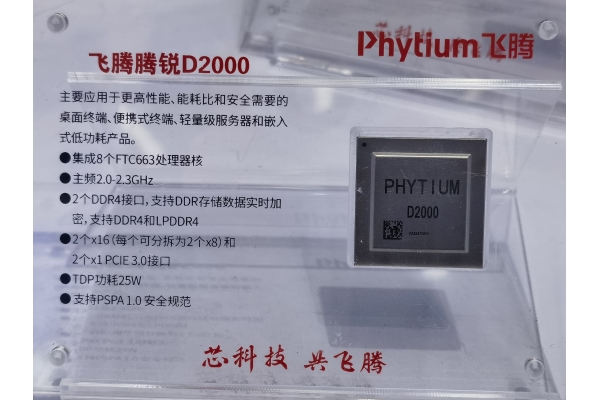 Phytium飞腾
飞腾腾锐D2000
主要应用于更高性能、能耗比和安全需要的
桌面终端、便携式终端、轻量级服务器和嵌入
式低功耗产品。
●集成8个FTC663处理器核
●主频2.0-2.3GHz
●2个DDR4接口,支持DDR存储数据实时加
密,支持DDR4和LPDDR4
●2个x16(每个可分拆为2个x8)和
2个x1 PCIE 3.0接口
●TDP功耗25W
●支持PSPA 1.0 安全规范
PHYTIUM
D2000
芯科技 共飞腾